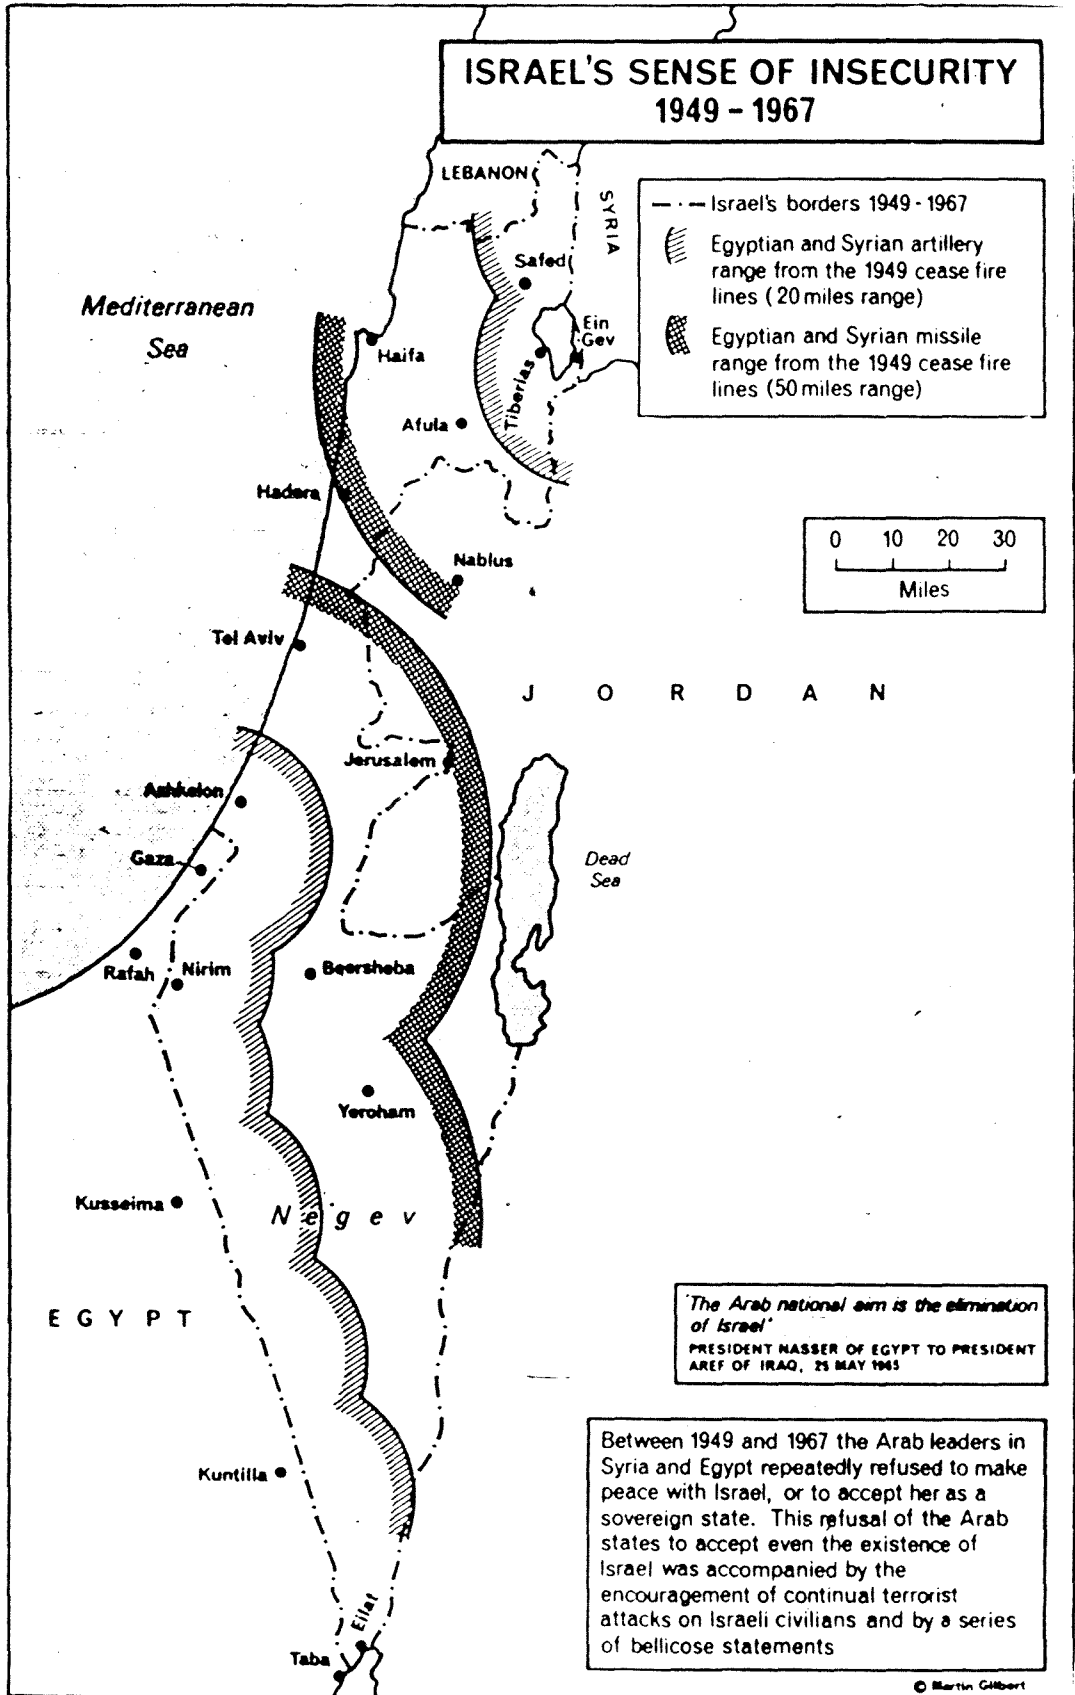 ISRAEL'S SENSE OF INSECURITY
1949 - 1967
LEBANON
SYRIA
—·—·— Israel's borders 1949-1967
Egyptian and Syrian artillery
range from the 1949 cease fire
lines (20 miles range)
Egyptian and Syrian missile
range from the 1949 cease fire
lines (50 miles range)
Safed
Mediterranean
Sea
Ein
Gev
Haifa
Tiberias
Afula
Hadera
0 10 20 30
Miles
Nablus
Tel Aviv
JORDAN
Jerusalem
Ashkelon
Gaza
Dead
Sea
Rafah
Nirim
Beersheba
Yeroham
Kusseima
Negev
EGYPT
'The Arab national aim is the elimination
of Israel'
PRESIDENT NASSER OF EGYPT TO PRESIDENT
AREF OF IRAQ, 25 MAY 1965
Between 1949 and 1967 the Arab leaders in
Syria and Egypt repeatedly refused to make
peace with Israel, or to accept her as a
sovereign state. This refusal of the Arab
states to accept even the existence of
Israel was accompanied by the
encouragement of continual terrorist
attacks on Israeli civilians and by a series
of bellicose statements
Kuntilla
Eilat
Taba
© Martin Gilbert